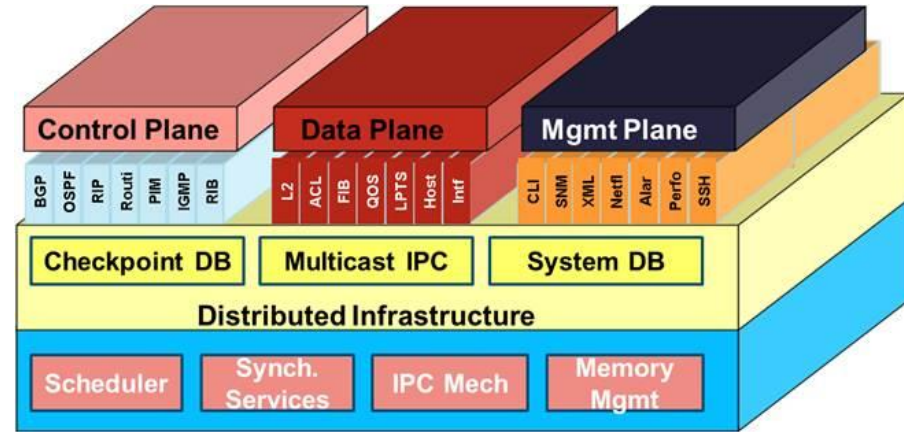 Control Plane
Data Plane
Mgmt Plane
BGP
OSPF
RIP
Routi
PIM
IGMP
RIB
L2
ACL
FIB
QOS
LPTS
Host
Intf
CLI
SNM
XML
Netfl
Alar
Perfo
SSH
Checkpoint DB
Multicast IPC
System DB
Distributed Infrastructure
Scheduler
Synch.
Services
IPC Mech
Memory
Mgmt